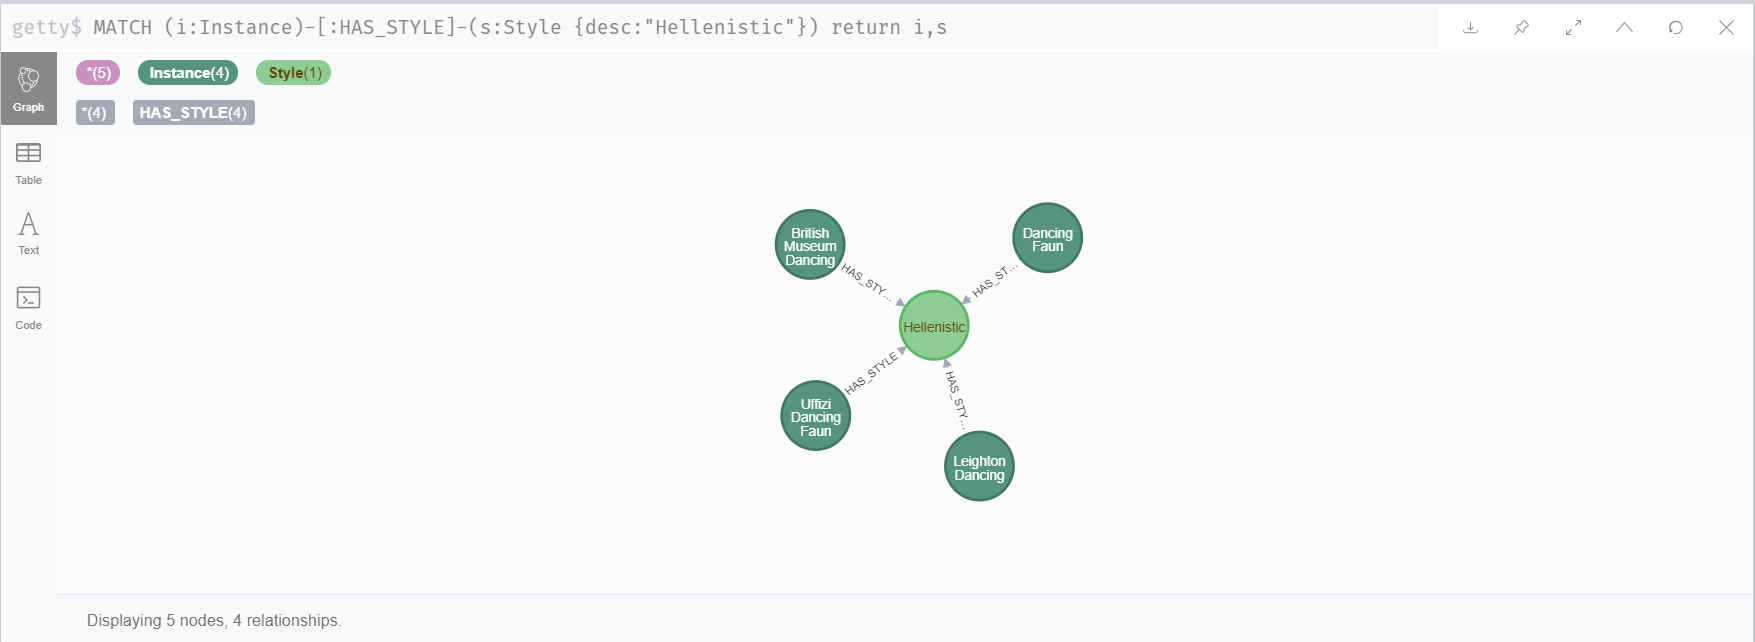 getty$ MATCH (i:Instance)-[:HAS_STYLE]-(s:Style {desc:"Hellenistic"}) return i,s
*(5) Instance(4) Style(1)
*(4) HAS_STYLE(4)
Graph
Table
Text
Code
British
Museum
Dancing
Dancing
Faun
HAS_STY...
HAS_ST...
Hellenistic
HAS_STYLE
HAS_STY...
Uffizi
Dancing
Faun
Leighton
Dancing
Displaying 5 nodes, 4 relationships.